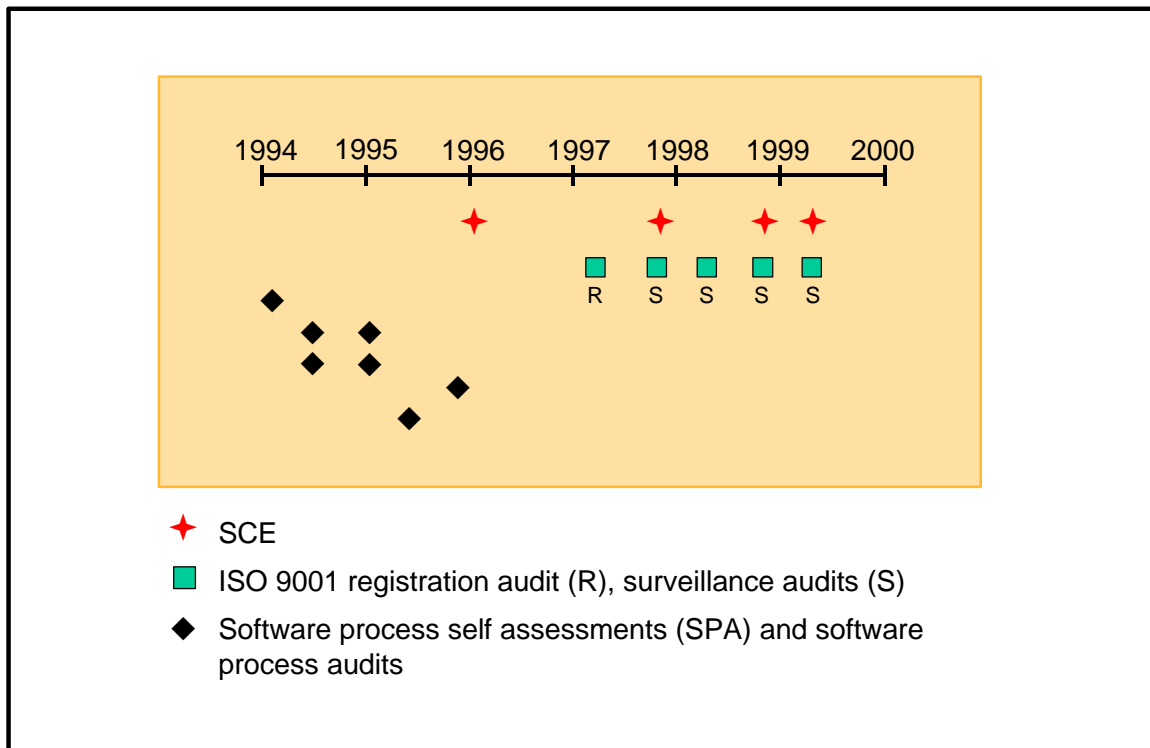 1994 1995 1996 1997 1998 1999 2000
R S S S S
SCE
ISO 9001 registration audit (R), surveillance audits (S)
Software process self assessments (SPA) and software
process audits